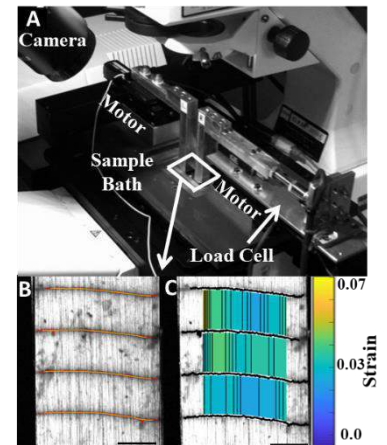 A
Camera
Motor
Sample
Bath
Motor
Load Cell
B
C
0.07
0.03
0.0
Strain